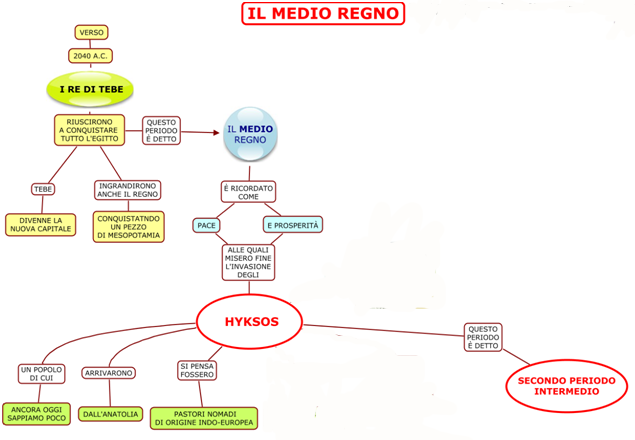 IL MEDIO REGNO
VERSO
2040 A.C.
I RE DI TEBE
RIUSCIRONO
A CONQUISTARE
TUTTO L'EGITTO
QUESTO
PERIODO
È DETTO
IL MEDIO
REGNO
TEBE
INGRANDIRONO
ANCHE IL REGNO
DIVENNE LA
NUOVA CAPITALE
CONQUISTATNDO
UN PEZZO
DI MESOPOTAMIA
È RICORDATO
COME
PACE
E PROSPERITÀ
ALLE QUALI
MISERO FINE
L'INVASIONE
DEGLI
HYKSOS
UN POPOLO
DI CUI
ARRIVARONO
SI PENSA
FOSSERO
ANCORA OGGI
SAPPIAMO POCO
DALL'ANATOLIA
PASTORI NOMADI
DI ORIGINE INDO-EUROPEA
QUESTO
PERIODO
È DETTO
SECONDO PERIODO
INTERMEDIO